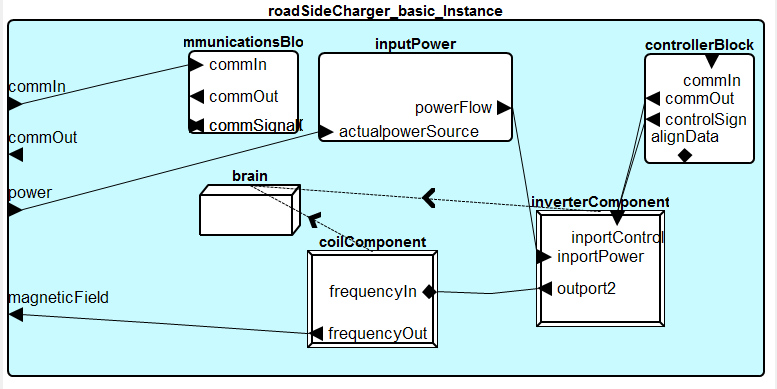 roadSideCharger_basic_Instance
mmunicationsBlo
inputPower
controllerBlock
commIn
commIn
commIn
commOut
commOut
powerFlow
controlSign
commSignal
actualpowerSource
alignData
commOut
brain
power
inverterComponent
inportControl
coilComponent
inportPower
frequencyIn
outport2
magneticField
frequencyOut